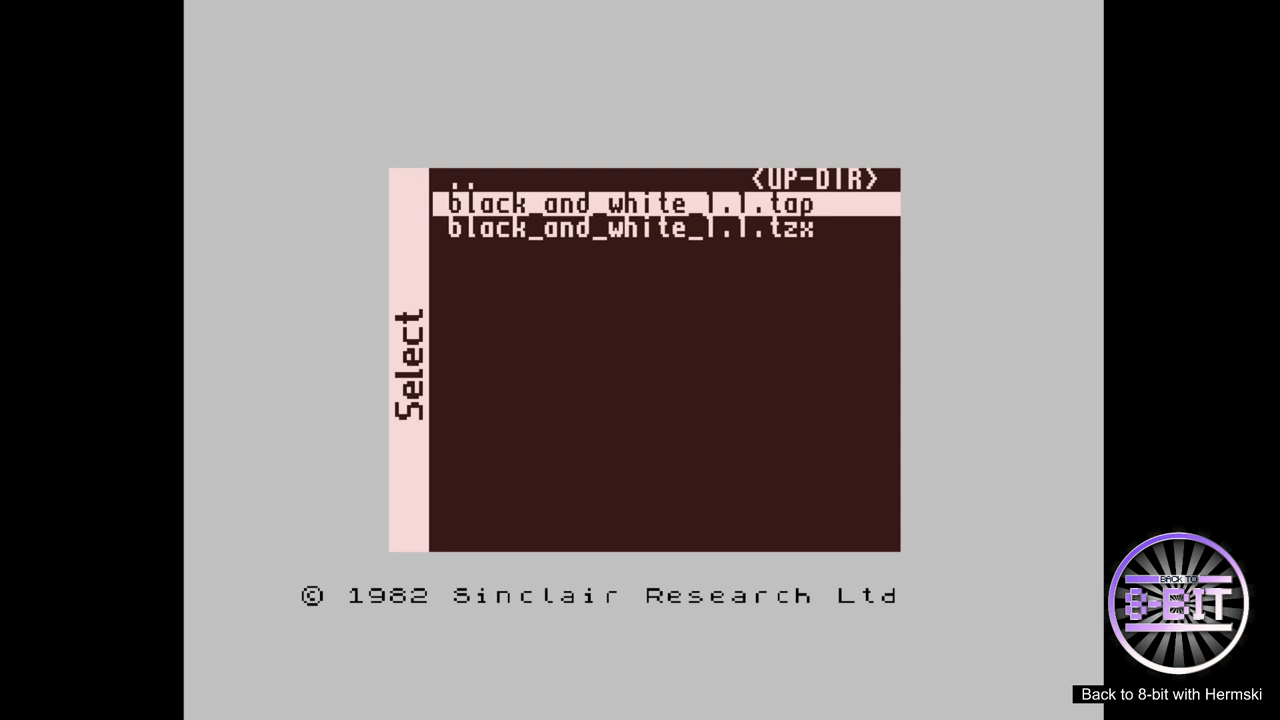 .. <UP-DIR>
black_and_white_1.1.tap
black_and_white_1.1.tzx
Select
© 1982 Sinclair Research Ltd
BACK TO
8-BIT
Back to 8-bit with Hermski